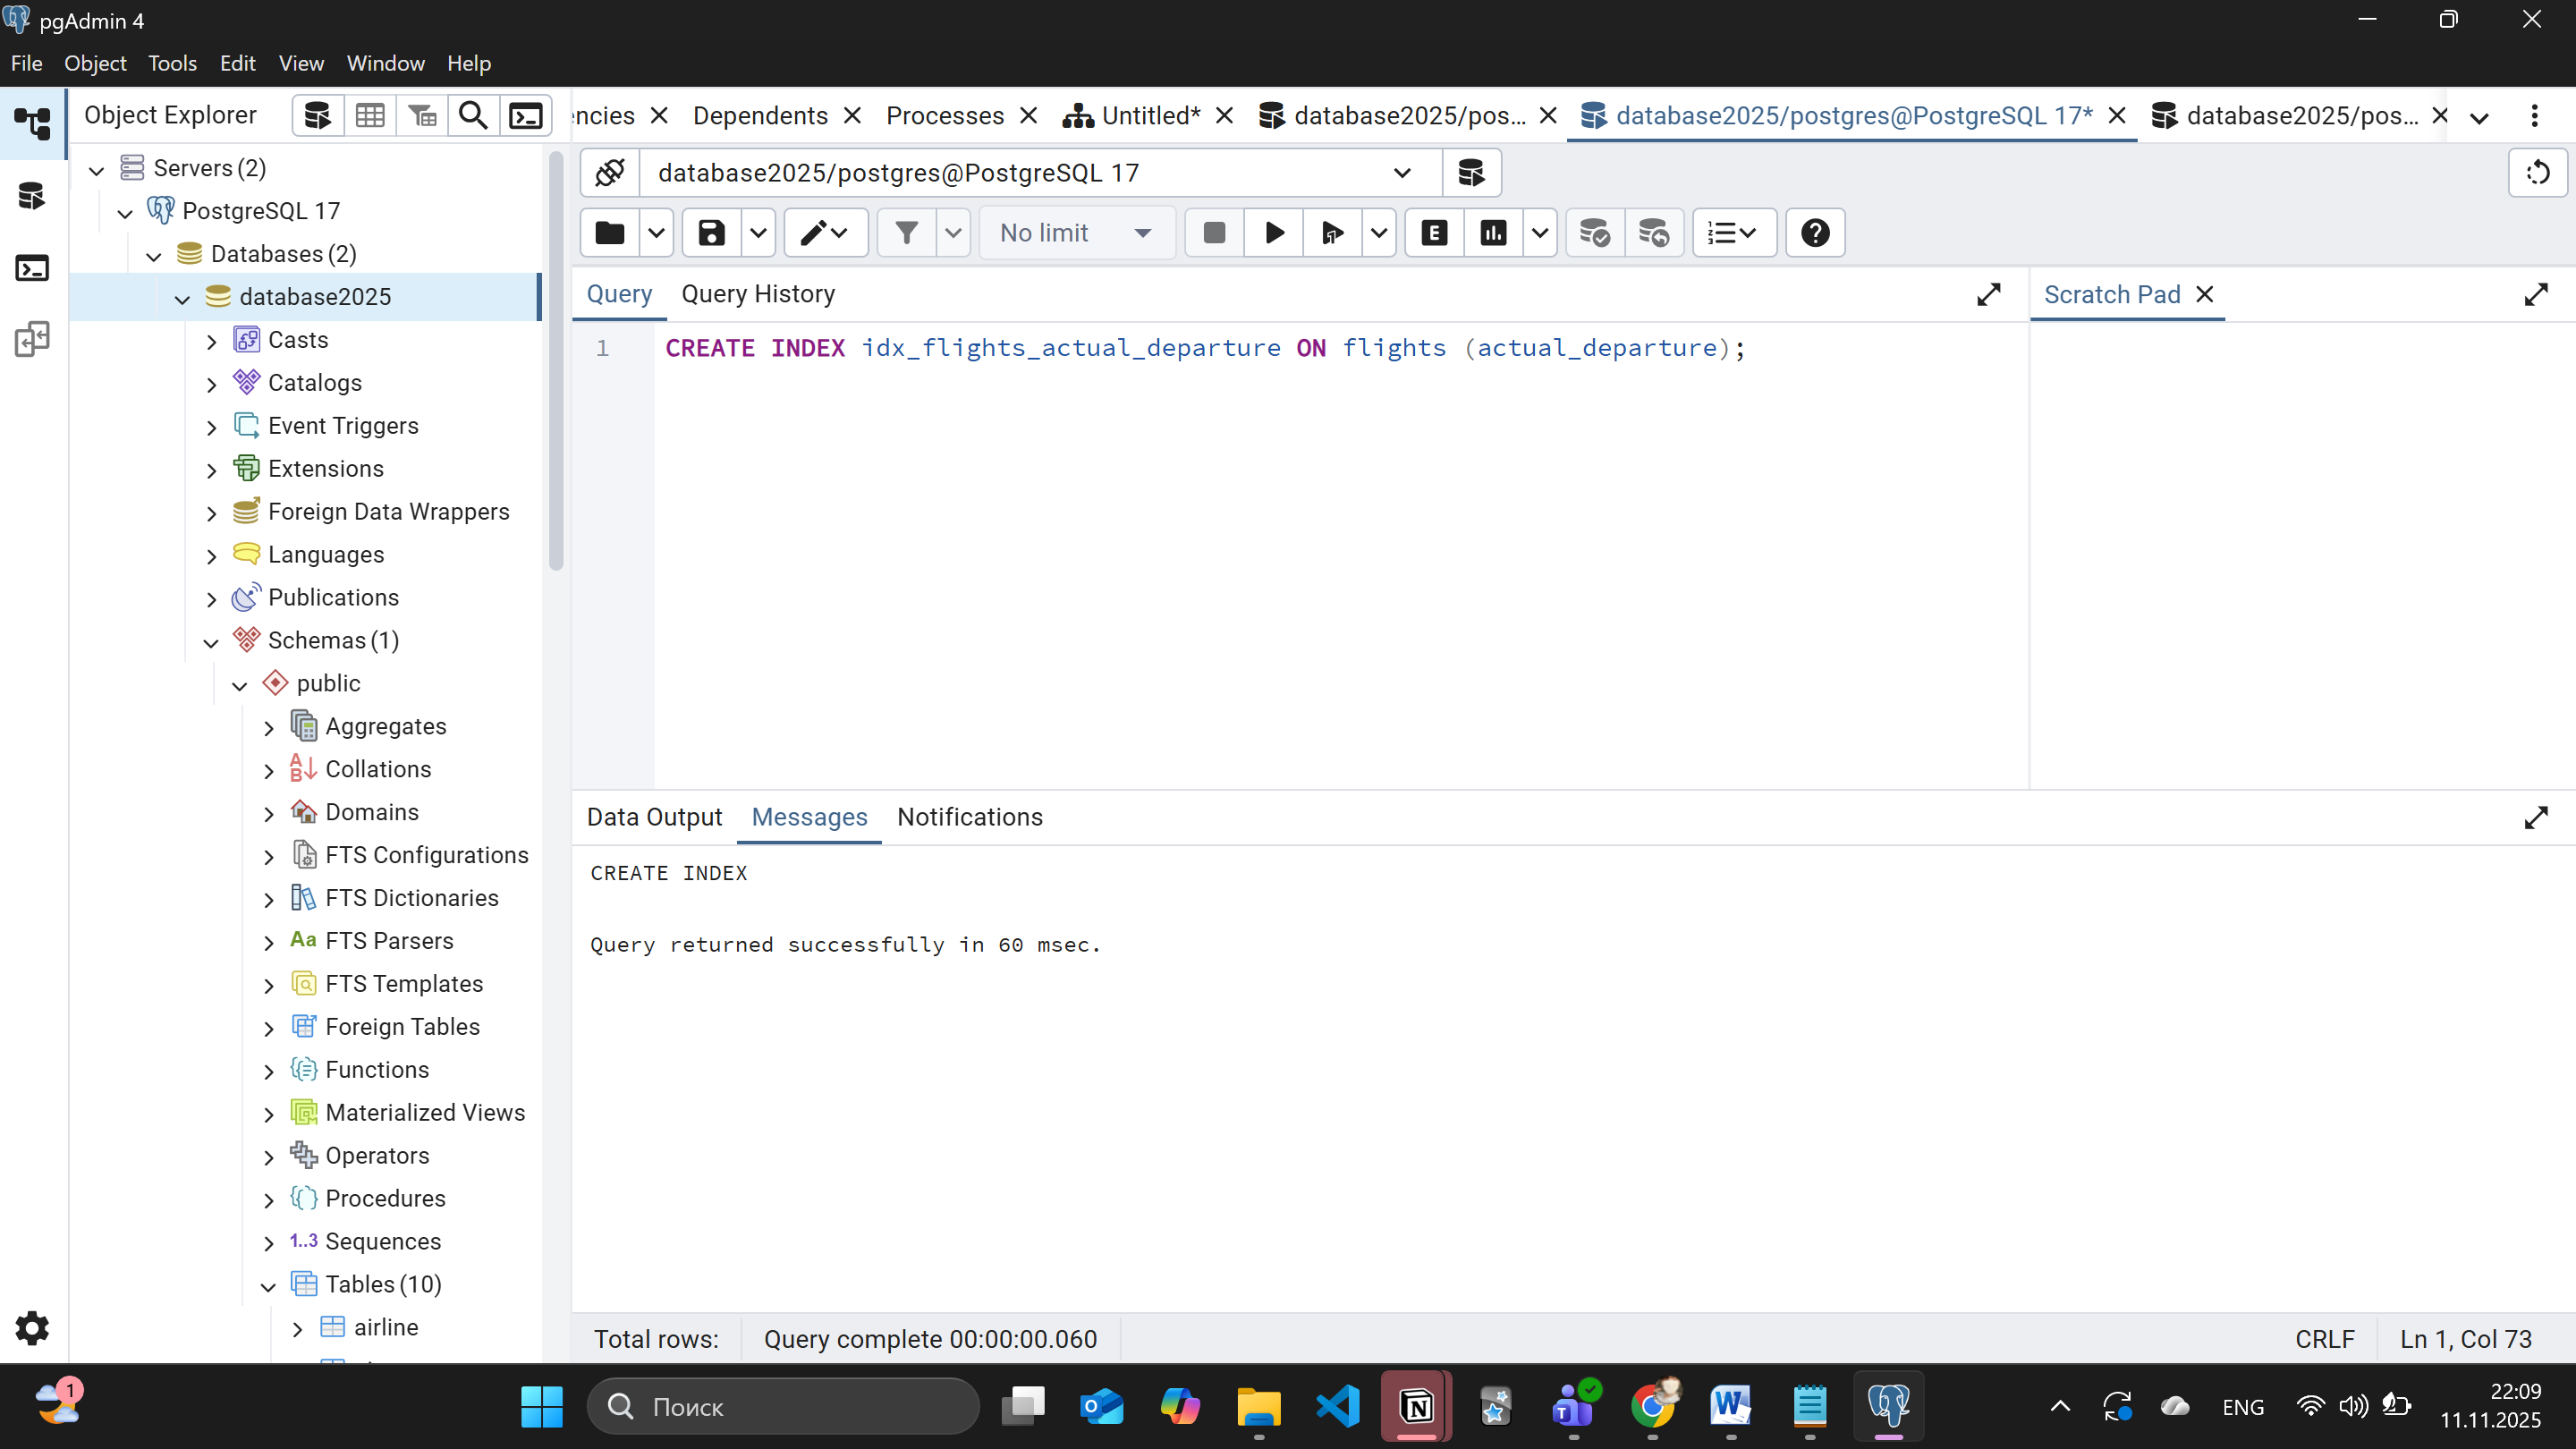 pgAdmin 4
File Object Tools Edit View Window Help
Object Explorer
encies Dependents Processes Untitled* database2025/pos... database2025/postgres@PostgreSQL 17* database2025/pos...
Servers (2)
PostgreSQL 17
Databases (2)
database2025
Casts
Catalogs
Event Triggers
Extensions
Foreign Data Wrappers
Languages
Publications
Schemas (1)
public
Aggregates
Collations
Domains
FTS Configurations
FTS Dictionaries
Aa FTS Parsers
FTS Templates
Foreign Tables
Functions
Materialized Views
Operators
Procedures
1..3 Sequences
Tables (10)
airline
database2025/postgres@PostgreSQL 17
No limit
E
Query Query History
Scratch Pad
1 CREATE INDEX idx_flights_actual_departure ON flights (actual_departure);
Data Output Messages Notifications
CREATE INDEX
Query returned successfully in 60 msec.
Total rows: Query complete 00:00:00.060
CRLF Ln 1, Col 73
1
Поиск
ENG
22:09
11.11.2025